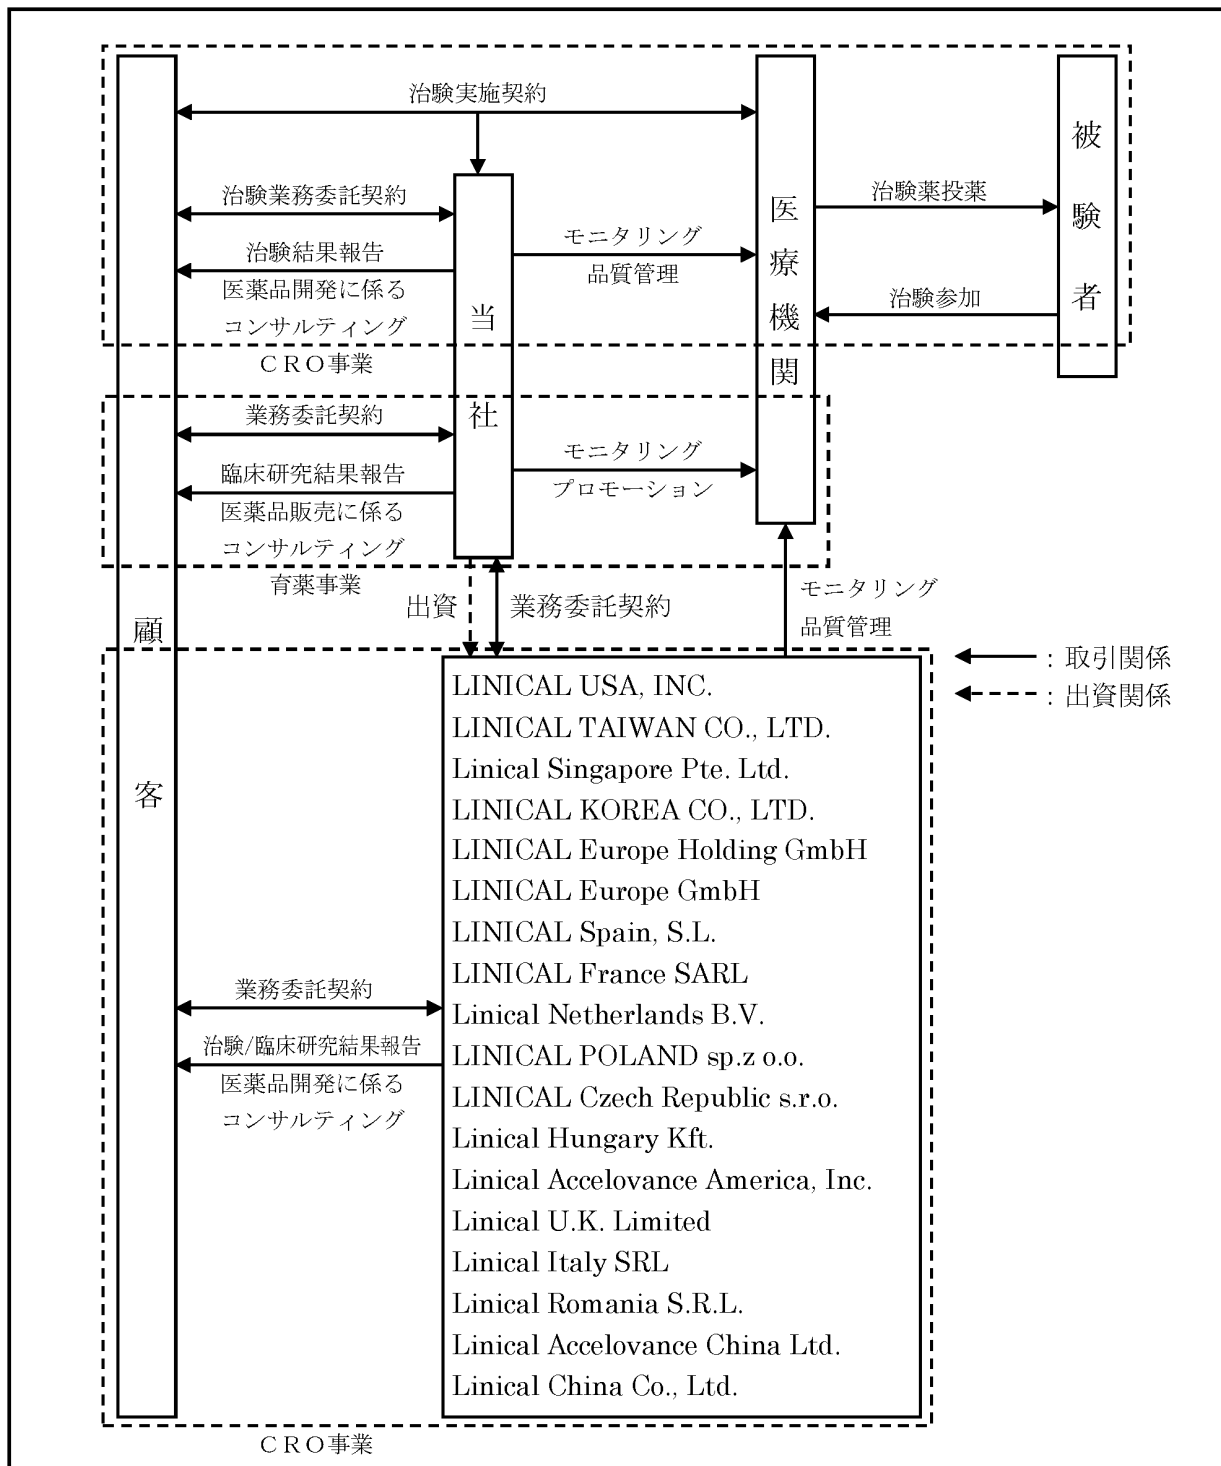 治験実施契約
治験業務委託契約
治験結果報告
医薬品開発に係る
コンサルティング
CRO事業
モニタリング
品質管理
治験薬投薬
治験参加
被験者
医療機関
当社
業務委託契約
臨床研究結果報告
医薬品販売に係る
コンサルティング
育薬事業
モニタリング
プロモーション
出資
業務委託契約
モニタリング
品質管理
顧客
:取引関係
:出資関係
LINICAL USA, INC.
LINICAL TAIWAN CO., LTD.
Linical Singapore Pte. Ltd.
LINICAL KOREA CO., LTD.
LINICAL Europe Holding GmbH
LINICAL Europe GmbH
LINICAL Spain, S.L.
LINICAL France SARL
Linical Netherlands B.V.
LINICAL POLAND sp.z o.o.
LINICAL Czech Republic s.r.o.
Linical Hungary Kft.
Linical Accelovance America, Inc.
Linical U.K. Limited
Linical Italy SRL
Linical Romania S.R.L.
Linical Accelovance China Ltd.
Linical China Co., Ltd.
業務委託契約
治験/臨床研究結果報告
医薬品開発に係る
コンサルティング
CRO事業